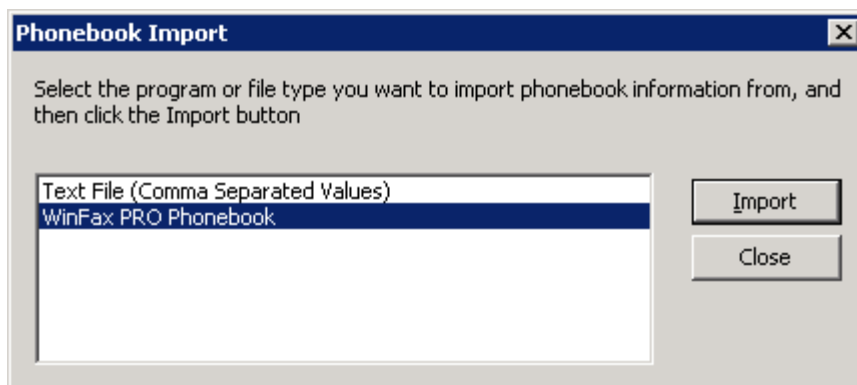 Phonebook Import
Select the program or file type you want to import phonebook information from, and
then click the Import button
Text File (Comma Separated Values)
WinFax PRO Phonebook
Import
Close